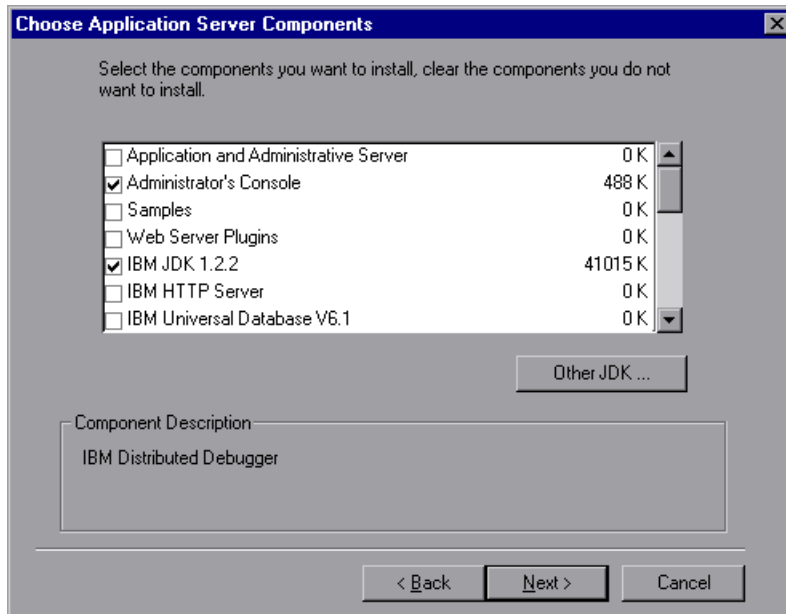 Choose Application Server Components
Select the components you want to install, clear the components you do not
want to install.
Application and Administrative Server 0 K
Administrator's Console 488 K
Samples 0 K
Web Server Plugins 0 K
IBM JDK 1.2.2 41015 K
IBM HTTP Server 0 K
IBM Universal Database V6.1 0 K
Other JDK ...
Component Description
IBM Distributed Debugger
< Back Next > Cancel